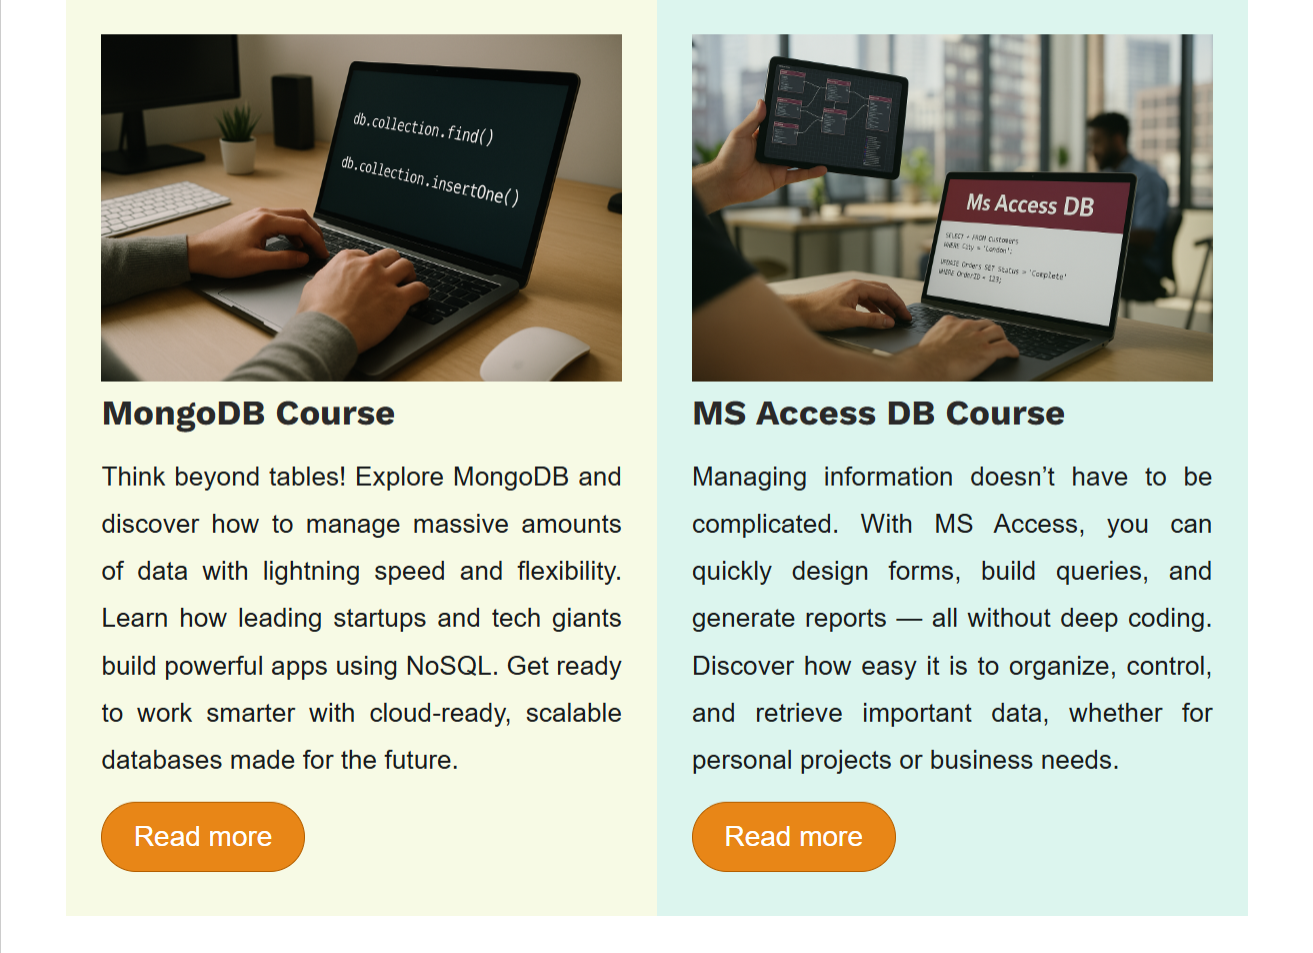 db.collection.find()
db.collection.insertOne()
Ms Access DB
SELECT * FROM Customers
WHERE City = 'London';
UPDATE Orders SET Status = 'Complete'
WHERE OrderID = 123;
MongoDB Course
Think beyond tables! Explore MongoDB and
discover how to manage massive amounts
of data with lightning speed and flexibility.
Learn how leading startups and tech giants
build powerful apps using NoSQL. Get ready
to work smarter with cloud-ready, scalable
databases made for the future.
Read more
MS Access DB Course
Managing information doesn’t have to be
complicated. With MS Access, you can
quickly design forms, build queries, and
generate reports — all without deep coding.
Discover how easy it is to organize, control,
and retrieve important data, whether for
personal projects or business needs.
Read more